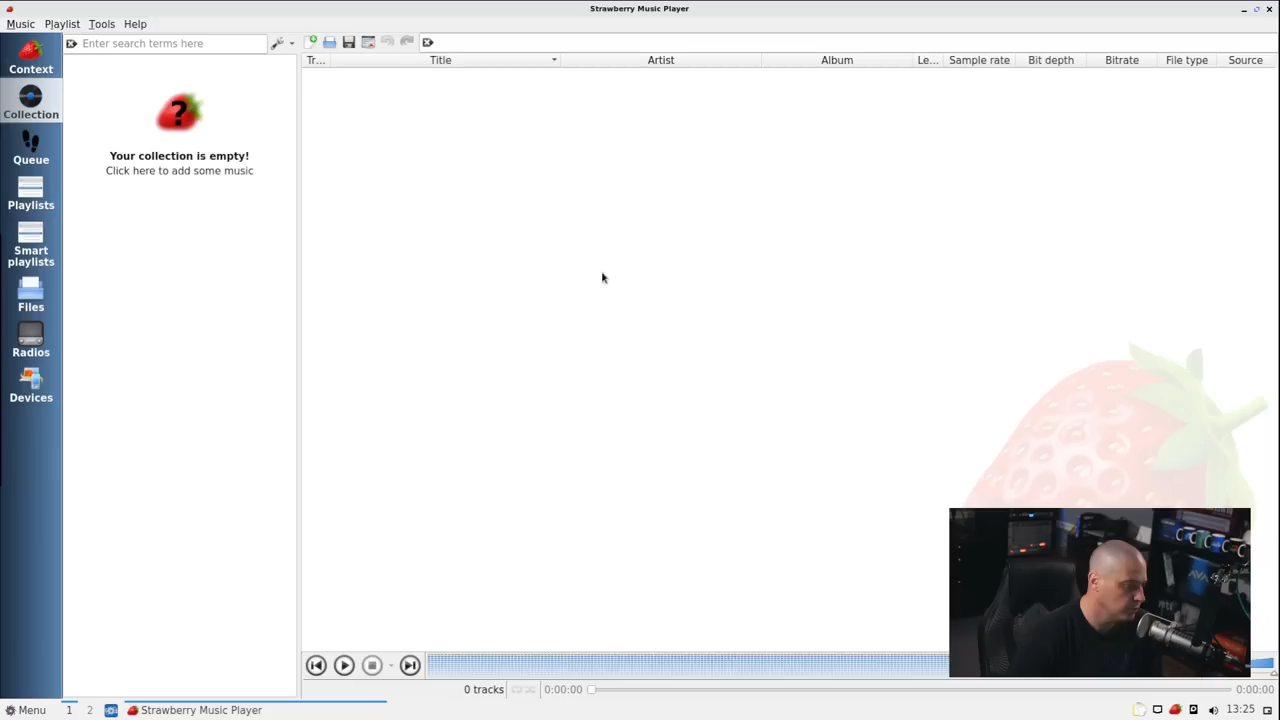 Strawberry Music Player
Music Playlist Tools Help
Enter search terms here
Tr... Title Artist Album Le... Sample rate Bit depth Bitrate File type Source
Context
Collection
Queue
Playlists
Smart
playlists
Files
Radios
Devices
?
Your collection is empty!
Click here to add some music
AVA
0 tracks 0:00:00 0:00:00
Menu 1 2 Strawberry Music Player 13:25